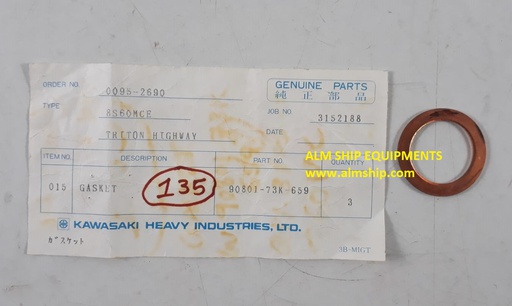 ORDER NO. 0098-2690
GENUINE PARTS
純正部品
TYPE 8S60MCE
JOB NO. 3152188
TRITON HIGHWAY
DATE
ALM SHIP EQUIPMENTS
www.almship.com
ITEM NO. DESCRIPTION PART NO. QUANTITY
015 GASKET 135 90801-73K-659 3
KAWASAKI HEAVY INDUSTRIES, LTD.
ガスケット